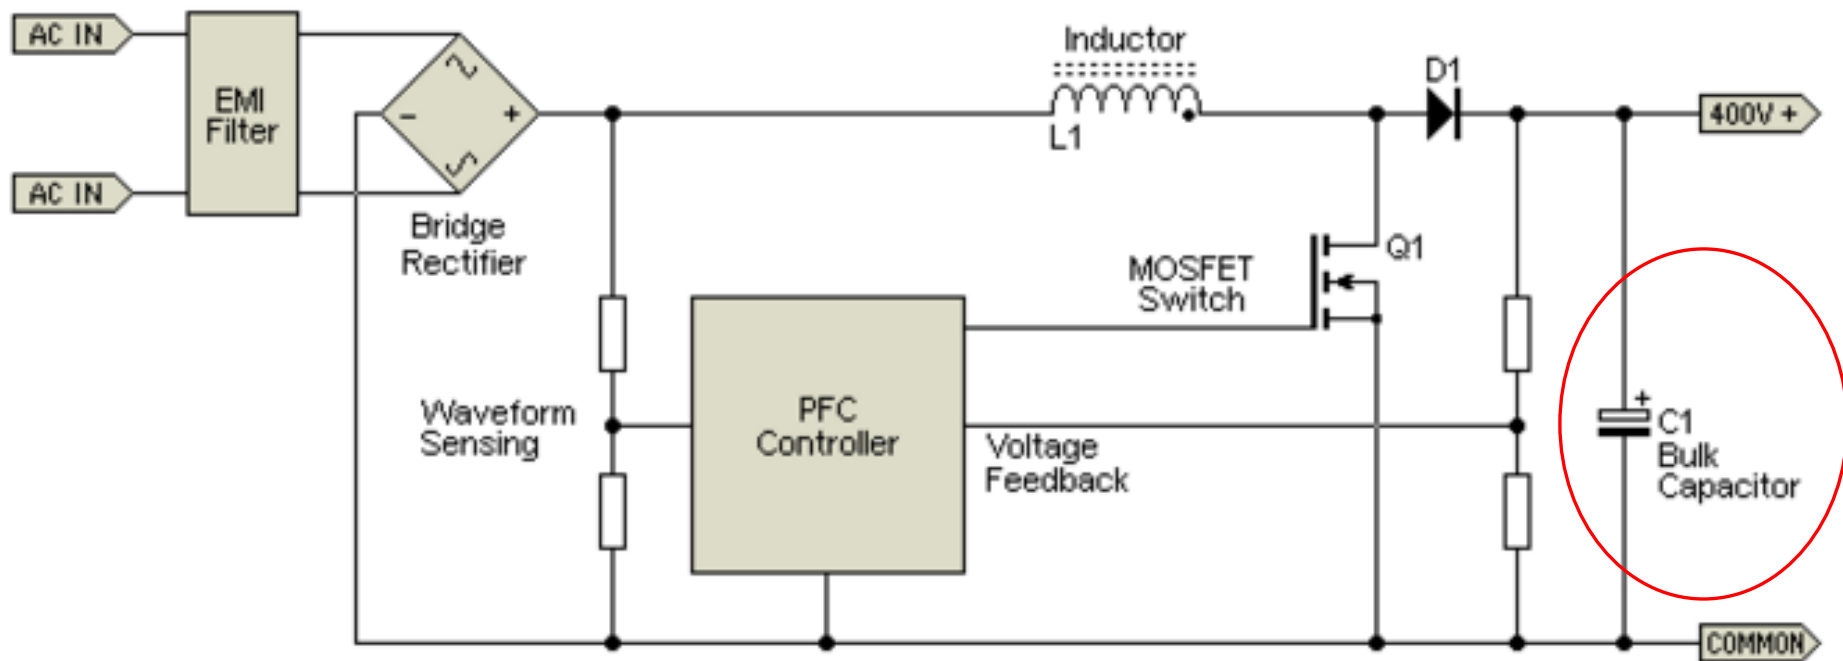 AC IN
AC IN
EMI
Filter
~
-
+
~
Bridge
Rectifier
Inductor
L1
D1
400V +
MOSFET
Switch
Q1
Waveform
Sensing
PFC
Controller
Voltage
Feedback
+
C1
Bulk
Capacitor
COMMON